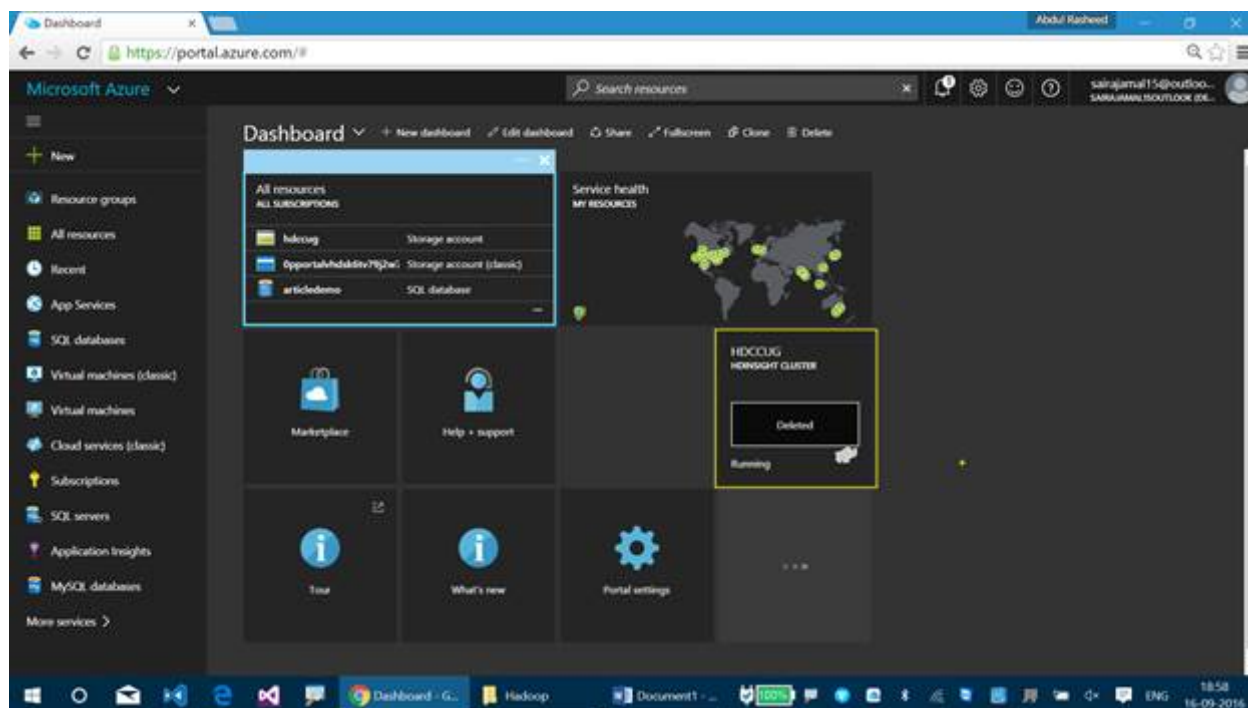 Dashboard
Abdul Rasheed
https://portal.azure.com/#
Microsoft Azure
Search resources
sairajamal15@outloo...
Dashboard
+ New dashboard
Edit dashboard
Share
Fullscreen
Clone
Delete
New
Resource groups
All resources
Recent
App Services
SQL databases
Virtual machines (classic)
Virtual machines
Cloud services (classic)
Subscriptions
SQL servers
Application Insights
MySQL databases
More services >
All resources
ALL SUBSCRIPTIONS
hdccug Storage account
Storage account (classic)
articledemo SQL database
Service health
MY RESOURCES
Marketplace
Help + support
HDCCUG
HDINSIGHT CLUSTER
Deleted
Running
Tour
What's new
Portal settings
Dashboard - G...
Hadoop
Document1 - ...
100%
ENG
18:58
16-09-2016